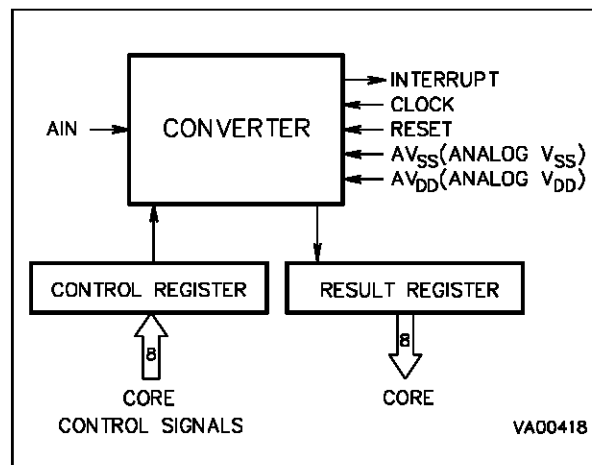 INTERRUPT
CLOCK
AIN
CONVERTER
RESET
AVSS(ANALOG VSS)
AVDD(ANALOG VDD)
CONTROL REGISTER
RESULT REGISTER
8
8
CORE
CONTROL SIGNALS
CORE
VA00418